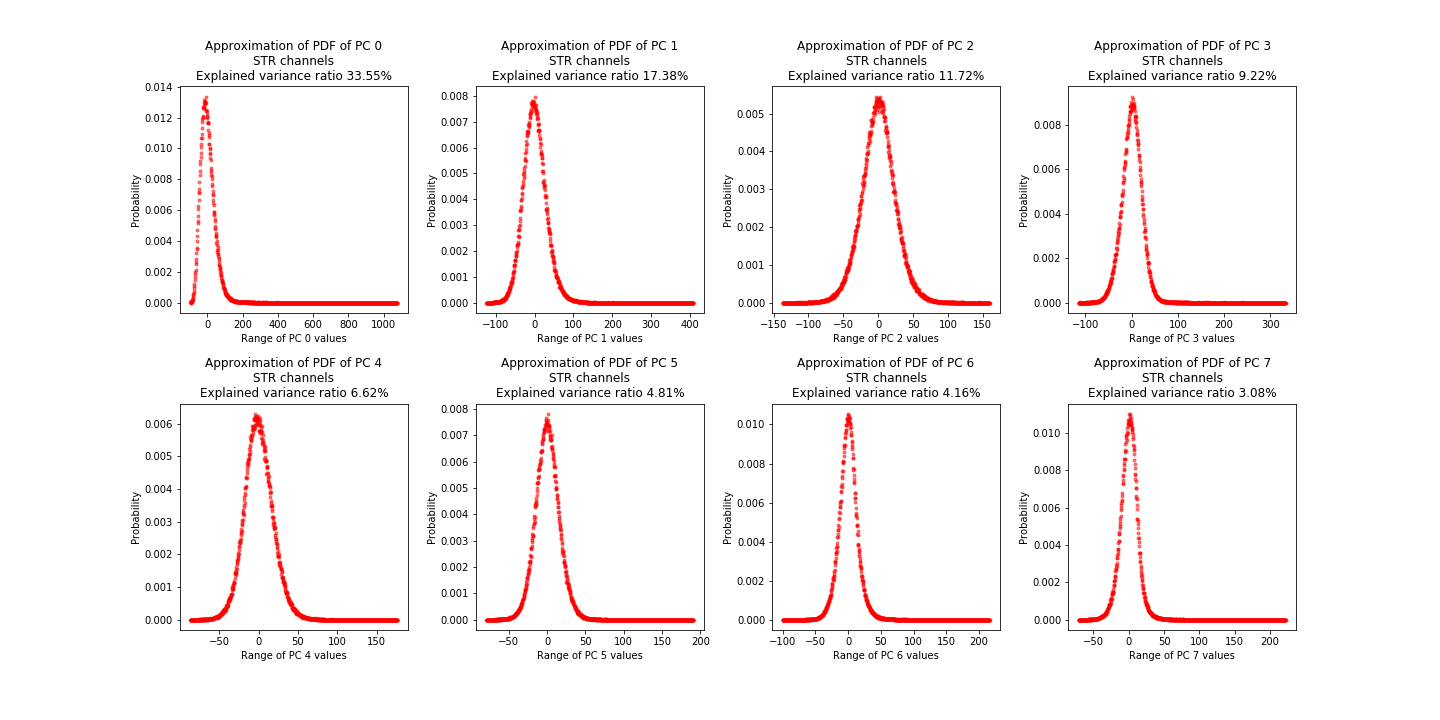 Approximation of PDF of PC 0
STR channels
Explained variance ratio 33.55%
0.014
0.012
0.010
0.008
0.006
0.004
0.002
0.000
Probability
0 200 400 600 800 1000
Range of PC 0 values
Approximation of PDF of PC 1
STR channels
Explained variance ratio 17.38%
0.008
0.007
0.006
0.005
0.004
0.003
0.002
0.001
0.000
Probability
−100 0 100 200 300 400
Range of PC 1 values
Approximation of PDF of PC 2
STR channels
Explained variance ratio 11.72%
0.005
0.004
0.003
0.002
0.001
0.000
Probability
−150 −100 −50 0 50 100 150
Range of PC 2 values
Approximation of PDF of PC 3
STR channels
Explained variance ratio 9.22%
0.008
0.006
0.004
0.002
0.000
Probability
−100 0 100 200 300
Range of PC 3 values
Approximation of PDF of PC 4
STR channels
Explained variance ratio 6.62%
0.006
0.005
0.004
0.003
0.002
0.001
0.000
Probability
−50 0 50 100 150
Range of PC 4 values
Approximation of PDF of PC 5
STR channels
Explained variance ratio 4.81%
0.008
0.007
0.006
0.005
0.004
0.003
0.002
0.001
0.000
Probability
−50 0 50 100 150 200
Range of PC 5 values
Approximation of PDF of PC 6
STR channels
Explained variance ratio 4.16%
0.010
0.008
0.006
0.004
0.002
0.000
Probability
−100 −50 0 50 100 150 200
Range of PC 6 values
Approximation of PDF of PC 7
STR channels
Explained variance ratio 3.08%
0.010
0.008
0.006
0.004
0.002
0.000
Probability
−50 0 50 100 150 200
Range of PC 7 values